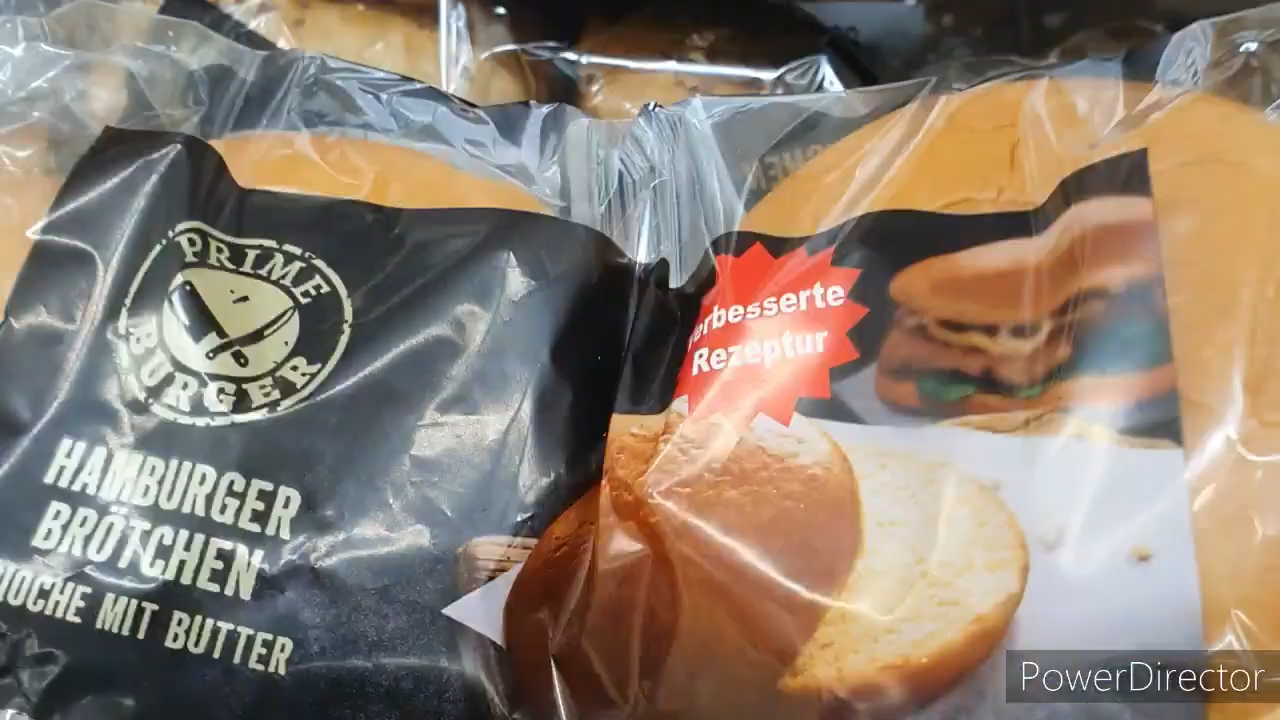 PRIME
BURGER
HAMBURGER
BRÖTCHEN
IOCHE MIT BUTTER
erbesserte
Rezeptur
PowerDirector